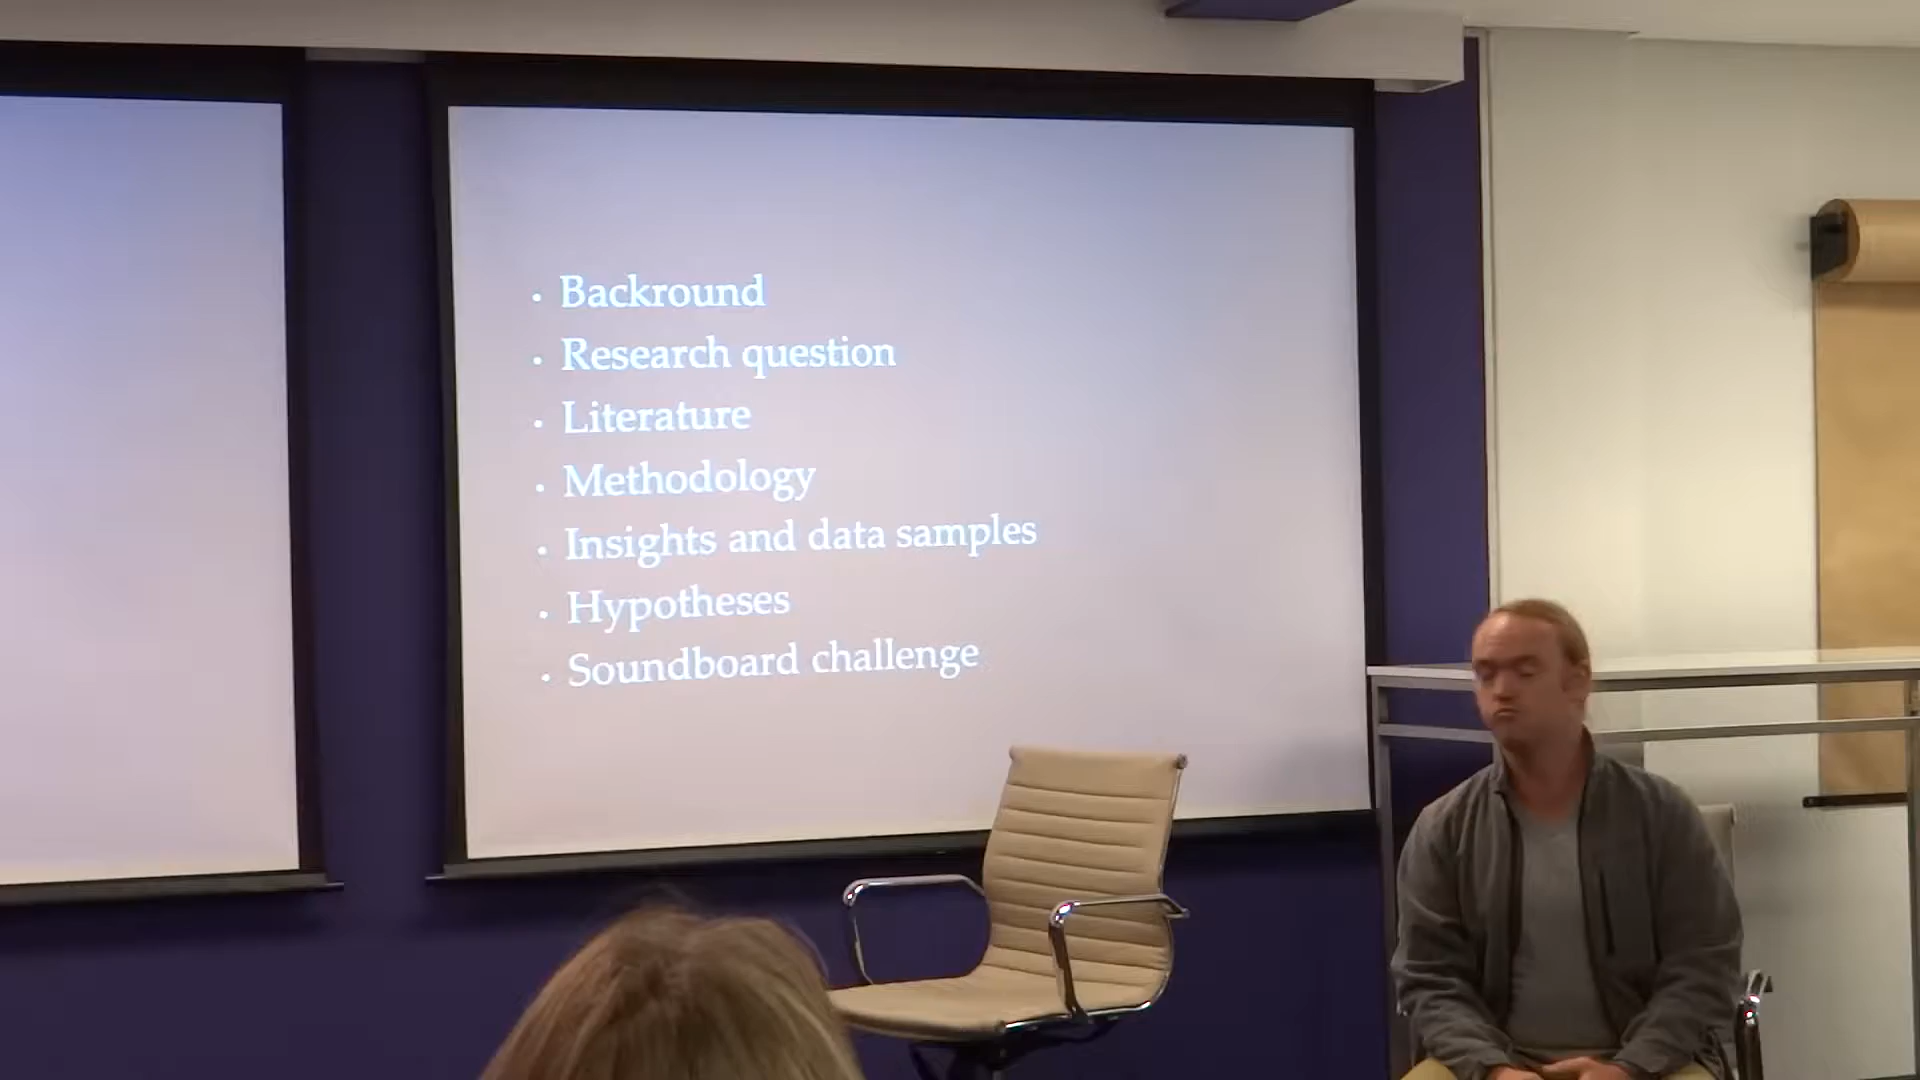 • Backround
• Research question
• Literature
• Methodology
• Insights and data samples
• Hypotheses
• Soundboard challenge